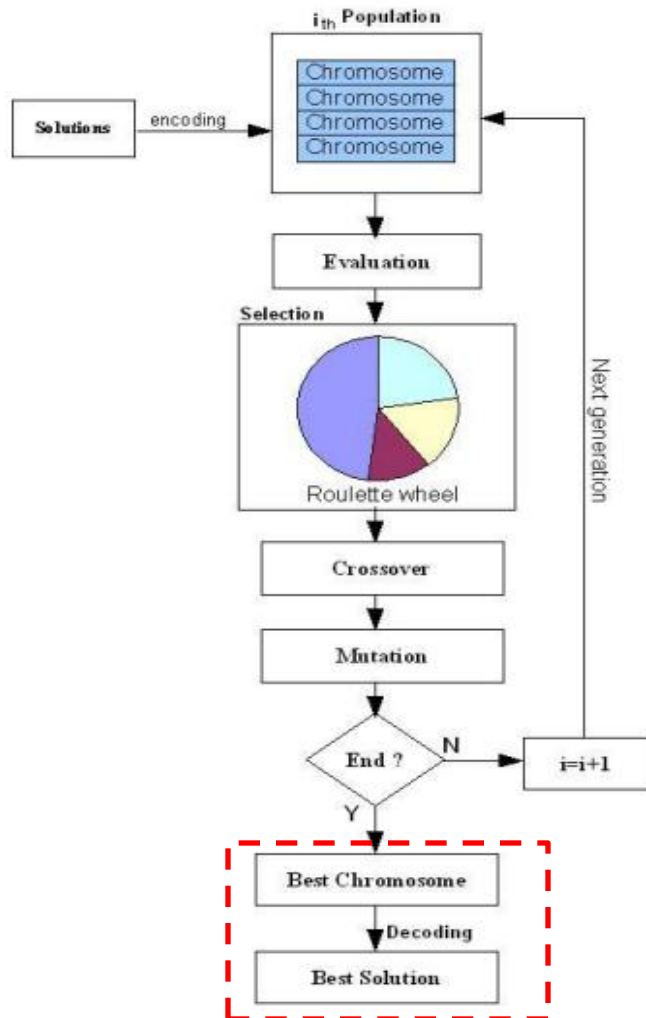 ith Population
Chromosome
Chromosome
Chromosome
Chromosome
Solutions
encoding
Evaluation
Selection
Roulette wheel
Next generation
Crossover
Mutation
End ?
N
i=i+1
Y
Best Chromosome
Decoding
Best Solution